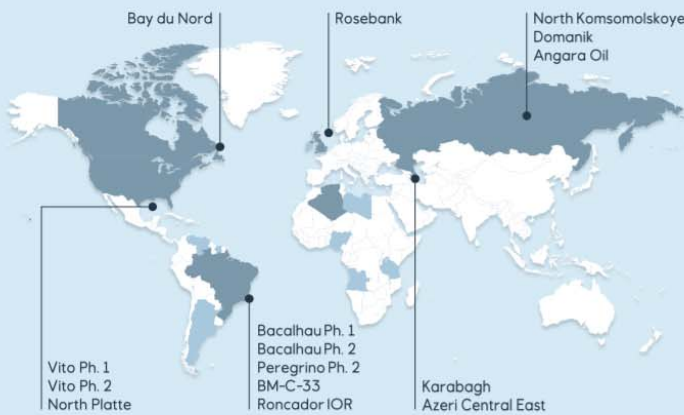 Bay du Nord
Rosebank
North Komsomolskoye
Domanik
Angara Oil
Vito Ph. 1
Vito Ph. 2
North Platte
Bacalhau Ph. 1
Bacalhau Ph. 2
Peregrino Ph. 2
BM-C-33
Roncador IOR
Karabagh
Azeri Central East